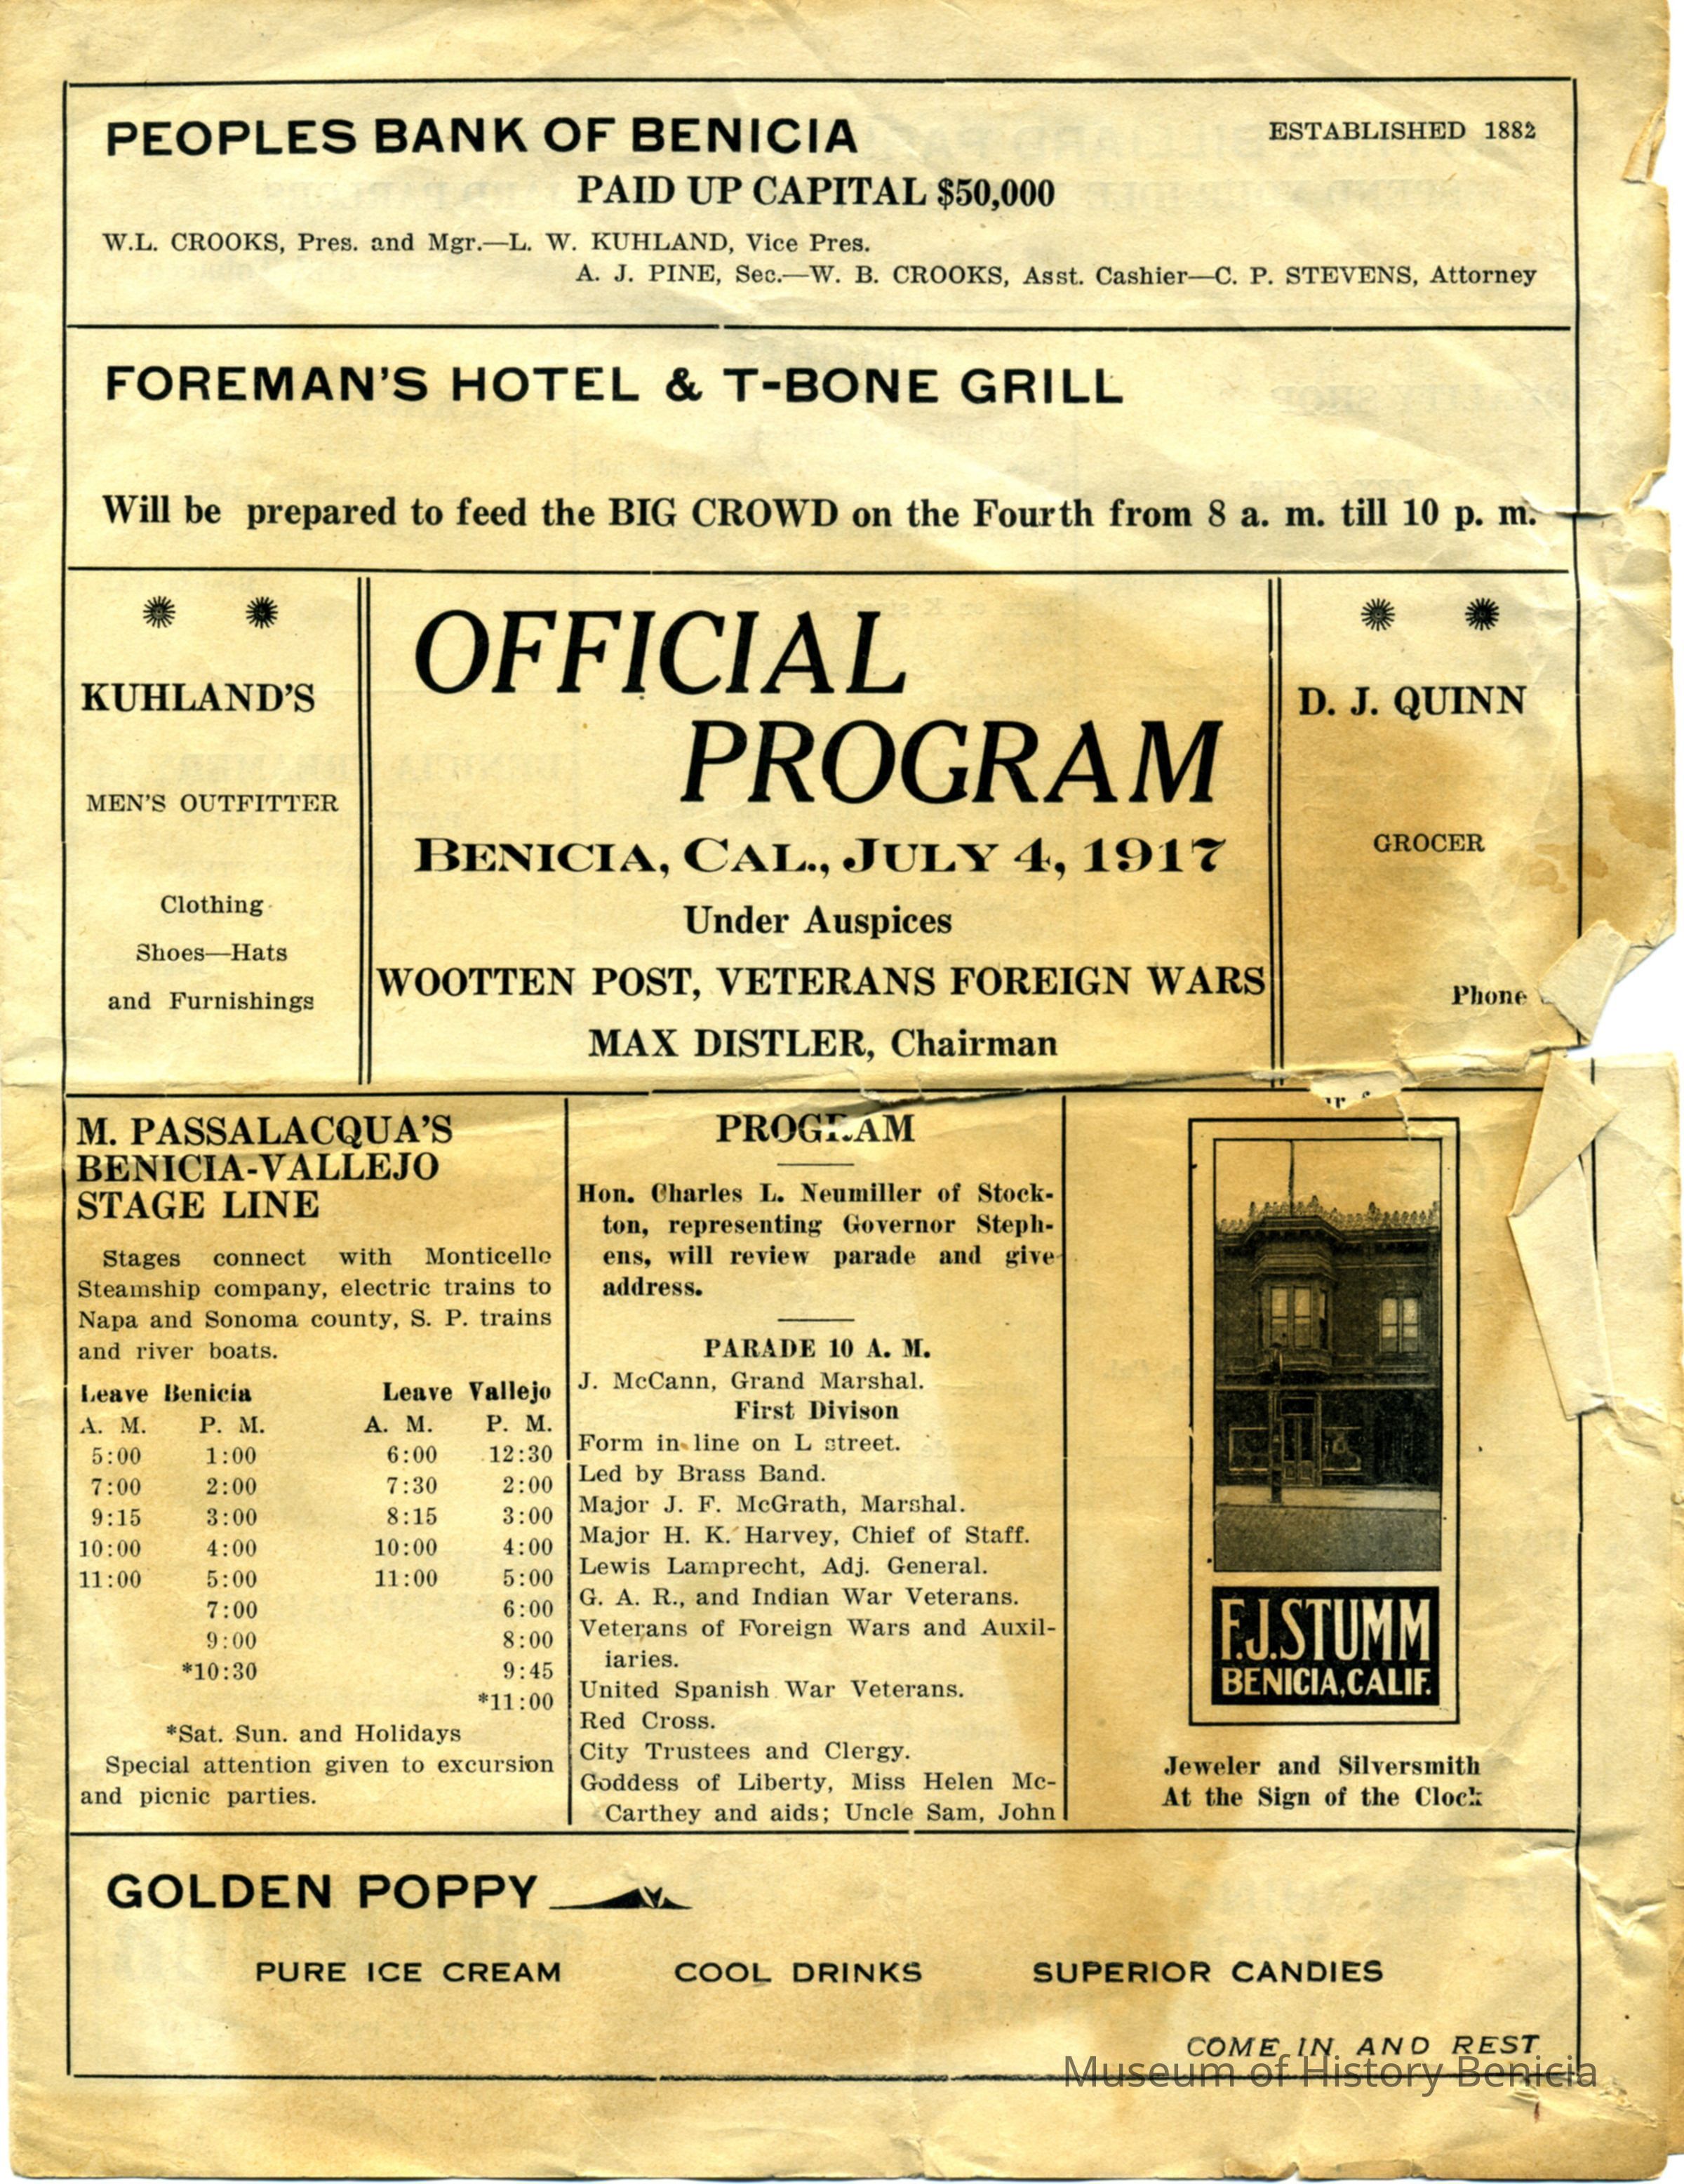 PEOPLES BANK OF BENICIA
ESTABLISHED 1882
PAID UP CAPITAL $50,000
W.L. CROOKS, Pres. and Mgr.—L. W. KUHLAND, Vice Pres.
A. J. PINE, Sec.—W. B. CROOKS, Asst. Cashier—C. P. STEVENS, Attorney
FOREMAN'S HOTEL & T-BONE GRILL
Will be prepared to feed the BIG CROWD on the Fourth from 8 a. m. till 10 p. m.
KUHLAND'S
MEN'S OUTFITTER
Clothing
Shoes—Hats
and Furnishings
OFFICIAL
PROGRAM
BENICIA, CAL., JULY 4, 1917
Under Auspices
WOOTTEN POST, VETERANS FOREIGN WARS
MAX DISTLER, Chairman
D. J. QUINN
GROCER
Phone
M. PASSALACQUA'S
BENICIA-VALLEJO
STAGE LINE
Stages connect with Monticello
Steamship company, electric trains to
Napa and Sonoma county, S. P. trains
and river boats.
Leave Benicia Leave Vallejo
A. M. P. M. A. M. P. M.
5:00 1:00 6:00 12:30
7:00 2:00 7:30 2:00
9:15 3:00 8:15 3:00
10:00 4:00 10:00 4:00
11:00 5:00 11:00 5:00
7:00 6:00
9:00 8:00
*10:30 9:45
*11:00
*Sat. Sun. and Holidays
Special attention given to excursion
and picnic parties.
PROGRAM
Hon. Charles L. Neumiller of Stock-
ton, representing Governor Steph-
ens, will review parade and give
address.
PARADE 10 A. M.
J. McCann, Grand Marshal.
First Divison
Form in line on L street.
Led by Brass Band.
Major J. F. McGrath, Marshal.
Major H. K. Harvey, Chief of Staff.
Lewis Lamprecht, Adj. General.
G. A. R., and Indian War Veterans.
Veterans of Foreign Wars and Auxil-
iaries.
United Spanish War Veterans.
Red Cross.
City Trustees and Clergy.
Goddess of Liberty, Miss Helen Mc-
Carthey and aids; Uncle Sam, John
F.J. STUMM
BENICIA, CALIF.
Jeweler and Silversmith
At the Sign of the Clock
GOLDEN POPPY
PURE ICE CREAM COOL DRINKS SUPERIOR CANDIES
COME IN AND REST
Museum of History Benicia